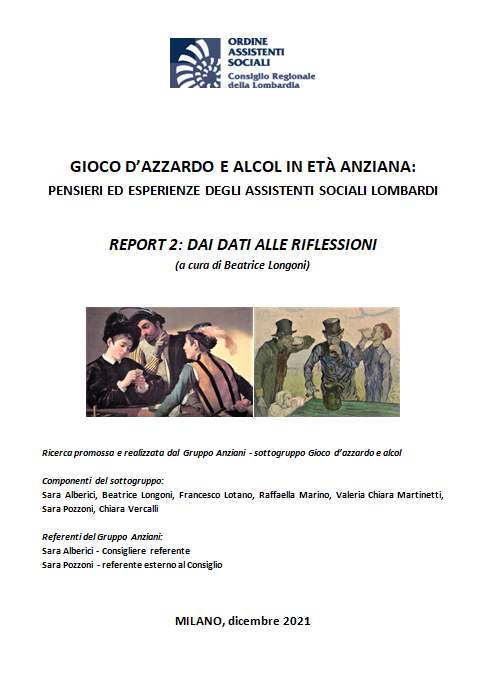 ORDINE
ASSISTENTI
SOCIALI
Consiglio Regionale
della Lombardia
GIOCO D'AZZARDO E ALCOL IN ETÀ ANZIANA:
PENSIERI ED ESPERIENZE DEGLI ASSISTENTI SOCIALI LOMBARDI
REPORT 2: DAI DATI ALLE RIFLESSIONI
(a cura di Beatrice Longoni)
Ricerca promossa e realizzata dal Gruppo Anziani - sottogruppo Gioco d'azzardo e alcol
Componenti del sottogruppo:
Sara Alberici, Beatrice Longoni, Francesco Lotano, Raffaella Marino, Valeria Chiara Martinetti,
Sara Pozzoni, Chiara Vercalli
Referenti del Gruppo Anziani:
Sara Alberici - Consigliere referente
Sara Pozzoni - referente esterno al Consiglio
MILANO, dicembre 2021